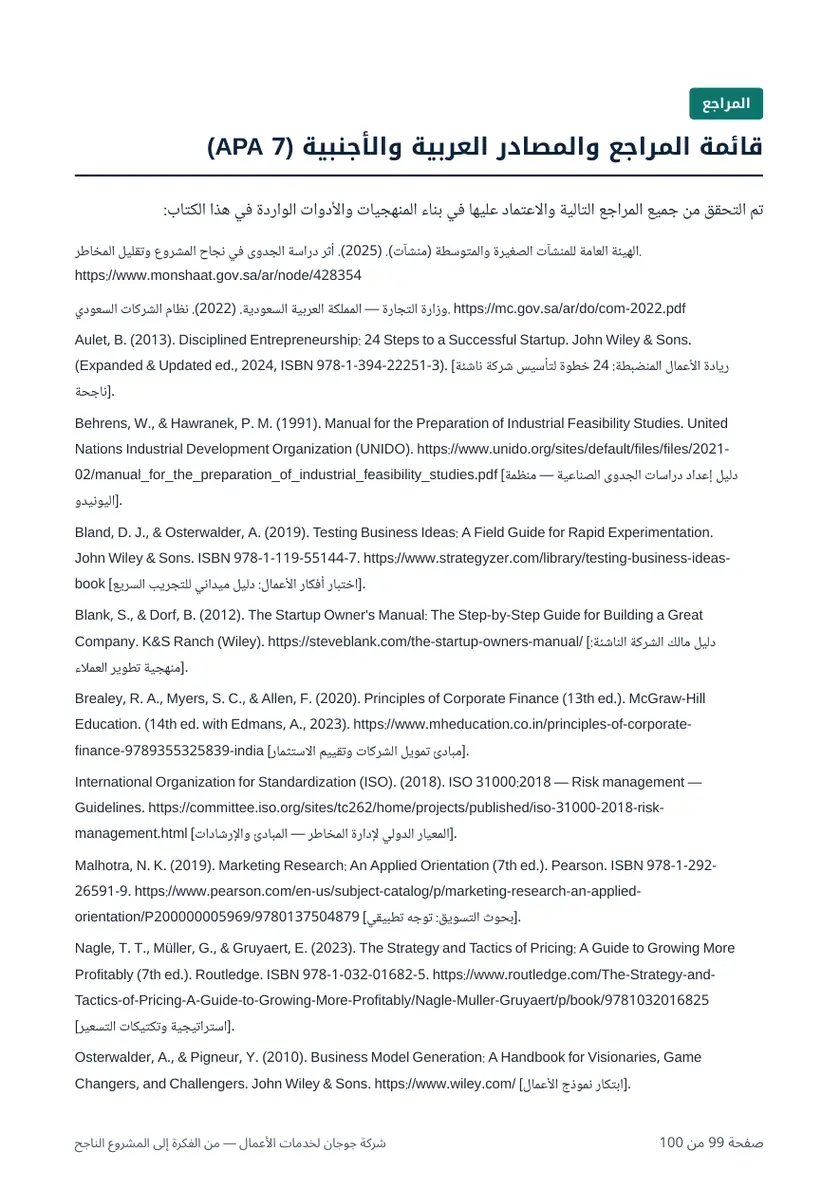 المراجع
قائمة المراجع والمصادر العربية والأجنبية (APA 7)
تم التحقق من جميع المراجع التالية والاعتماد عليها في بناء المنهجيات والأدوات الواردة في هذا الكتاب:
الهيئة العامة للمنشآت الصغيرة والمتوسطة (منشآت). (2025). أثر دراسة الجدوى في نجاح المشروع وتقليل المخاطر.
https://www.monshaat.gov.sa/ar/node/428354
وزارة التجارة — المملكة العربية السعودية. (2022). نظام الشركات السعودي. https://mc.gov.sa/ar/do/com-2022.pdf
Aulet, B. (2013). Disciplined Entrepreneurship: 24 Steps to a Successful Startup. John Wiley & Sons.
(Expanded & Updated ed., 2024, ISBN 978-1-394-22251-3). [ريادة الأعمال المنضبطة: 24 خطوة لتأسيس شركة ناشئة
ناجحة].
Behrens, W., & Hawranek, P. M. (1991). Manual for the Preparation of Industrial Feasibility Studies. United
Nations Industrial Development Organization (UNIDO). https://www.unido.org/sites/default/files/files/2021-
02/manual_for_the_preparation_of_industrial_feasibility_studies.pdf [دليل إعداد دراسات الجدوى الصناعية — منظمة
اليونيدو].
Bland, D. J., & Osterwalder, A. (2019). Testing Business Ideas: A Field Guide for Rapid Experimentation.
John Wiley & Sons. ISBN 978-1-119-55144-7. https://www.strategyzer.com/library/testing-business-ideas-
book [اختبار أفكار الأعمال: دليل ميداني للتجريب السريع].
Blank, S., & Dorf, B. (2012). The Startup Owner's Manual: The Step-by-Step Guide for Building a Great
Company. K&S Ranch (Wiley). https://steveblank.com/the-startup-owners-manual/ [دليل مالك الشركة الناشئة:
منهجية تطوير العملاء].
Brealey, R. A., Myers, S. C., & Allen, F. (2020). Principles of Corporate Finance (13th ed.). McGraw-Hill
Education. (14th ed. with Edmans, A., 2023). https://www.mheducation.co.in/principles-of-corporate-
finance-9789355325839-india [مبادئ تمويل الشركات وتقييم الاستثمار].
International Organization for Standardization (ISO). (2018). ISO 31000:2018 — Risk management —
Guidelines. https://committee.iso.org/sites/tc262/home/projects/published/iso-31000-2018-risk-
management.html [المعيار الدولي لإدارة المخاطر — المبادئ والإرشادات].
Malhotra, N. K. (2019). Marketing Research: An Applied Orientation (7th ed.). Pearson. ISBN 978-1-292-
26591-9. https://www.pearson.com/en-us/subject-catalog/p/marketing-research-an-applied-
orientation/P200000005969/9780137504879 [بحوث التسويق: توجه تطبيقي].
Nagle, T. T., Müller, G., & Gruyaert, E. (2023). The Strategy and Tactics of Pricing: A Guide to Growing More
Profitably (7th ed.). Routledge. ISBN 978-1-032-01682-5. https://www.routledge.com/The-Strategy-and-
Tactics-of-Pricing-A-Guide-to-Growing-More-Profitably/Nagle-Muller-Gruyaert/p/book/9781032016825
[استراتيجية وتكتيكات التسعير].
Osterwalder, A., & Pigneur, Y. (2010). Business Model Generation: A Handbook for Visionaries, Game
Changers, and Challengers. John Wiley & Sons. https://www.wiley.com/ [ابتكار نموذج الأعمال].
صفحة 99 من 100
شركة جوجان لخدمات الأعمال — من الفكرة إلى المشروع الناجح